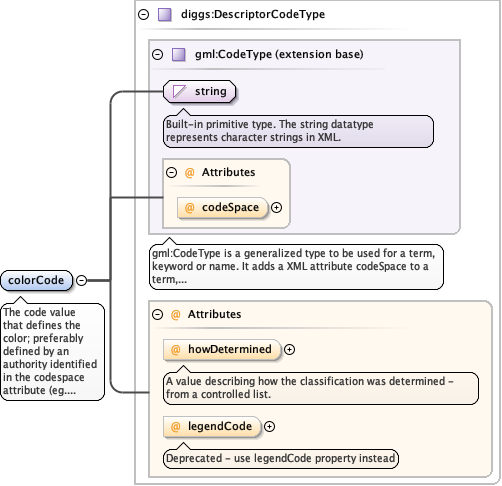 diggs:DescriptorCodeType
gml:CodeType (extension base)
string
Built-in primitive type. The string datatype
represents character strings in XML.
@ Attributes
@ codeSpace
gml:CodeType is a generalized type to be used for a term,
keyword or name. It adds a XML attribute codeSpace to a
term,...
colorCode
The code value
that defines the
color; preferably
defined by an
authority identified
in the codespace
attribute (eg....
@ Attributes
@ howDetermined
A value describing how the classification was determined -
from a controlled list.
@ legendCode
Deprecated - use legendCode property instead